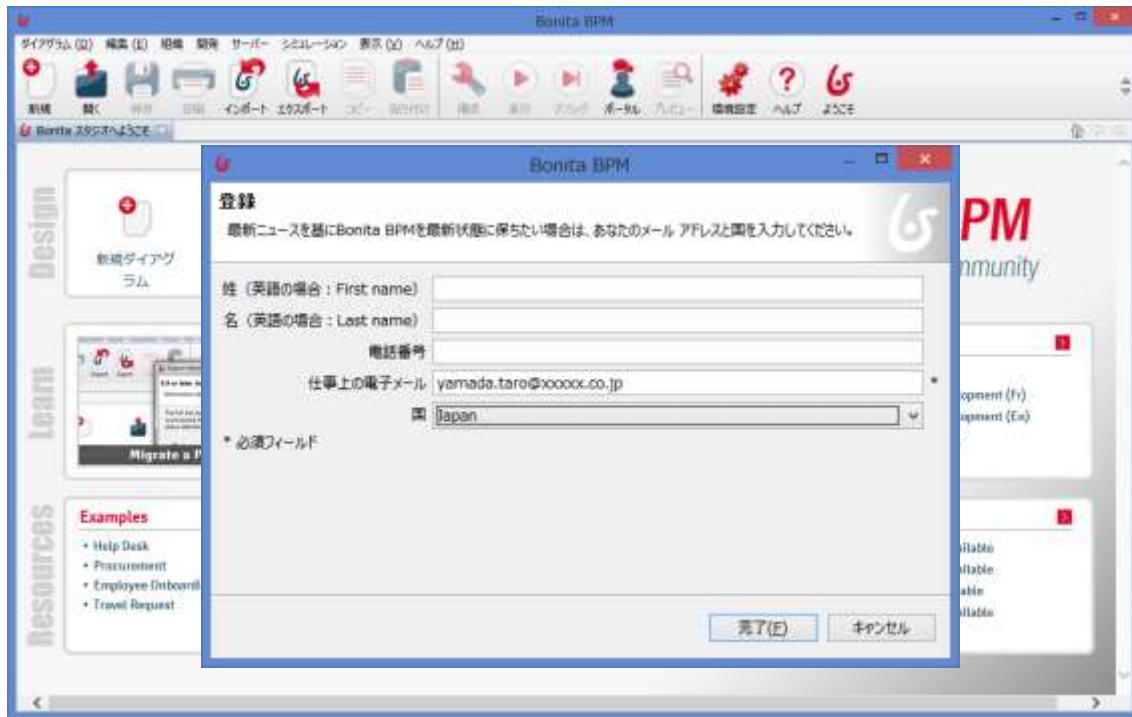 Bonita BPM
ダイアグラム (D) 編集 (E) 組織 開発 サーバー シミュレーション 表示 (V) ヘルプ (H)
新規 開く 保存 印刷 インポート エクスポート コピー 貼り付け 構成 実行 デバッグ ポータル プレビュー 環境設定 ヘルプ ようこそ
Bonita スタジオへようこそ
Bonita BPM
登録
最新ニュースを基にBonita BPMを最新状態に保ちたい場合は、あなたのメール アドレスと国を入力してください。
姓（英語の場合：First name）
名（英語の場合：Last name）
電話番号
仕事上の電子メール yamada.taro@xxxxx.co.jp *
国 Japan
* 必須フィールド
完了(F) キャンセル
Design
新規ダイアグ
ラム
PM
mmunity
Learn
Migrate a P
opment (Fr)
opment (En)
Resources
Examples
• Help Desk
• Procurement
• Employee Onboardi
• Travel Request
ailable
ailable
able
ailable